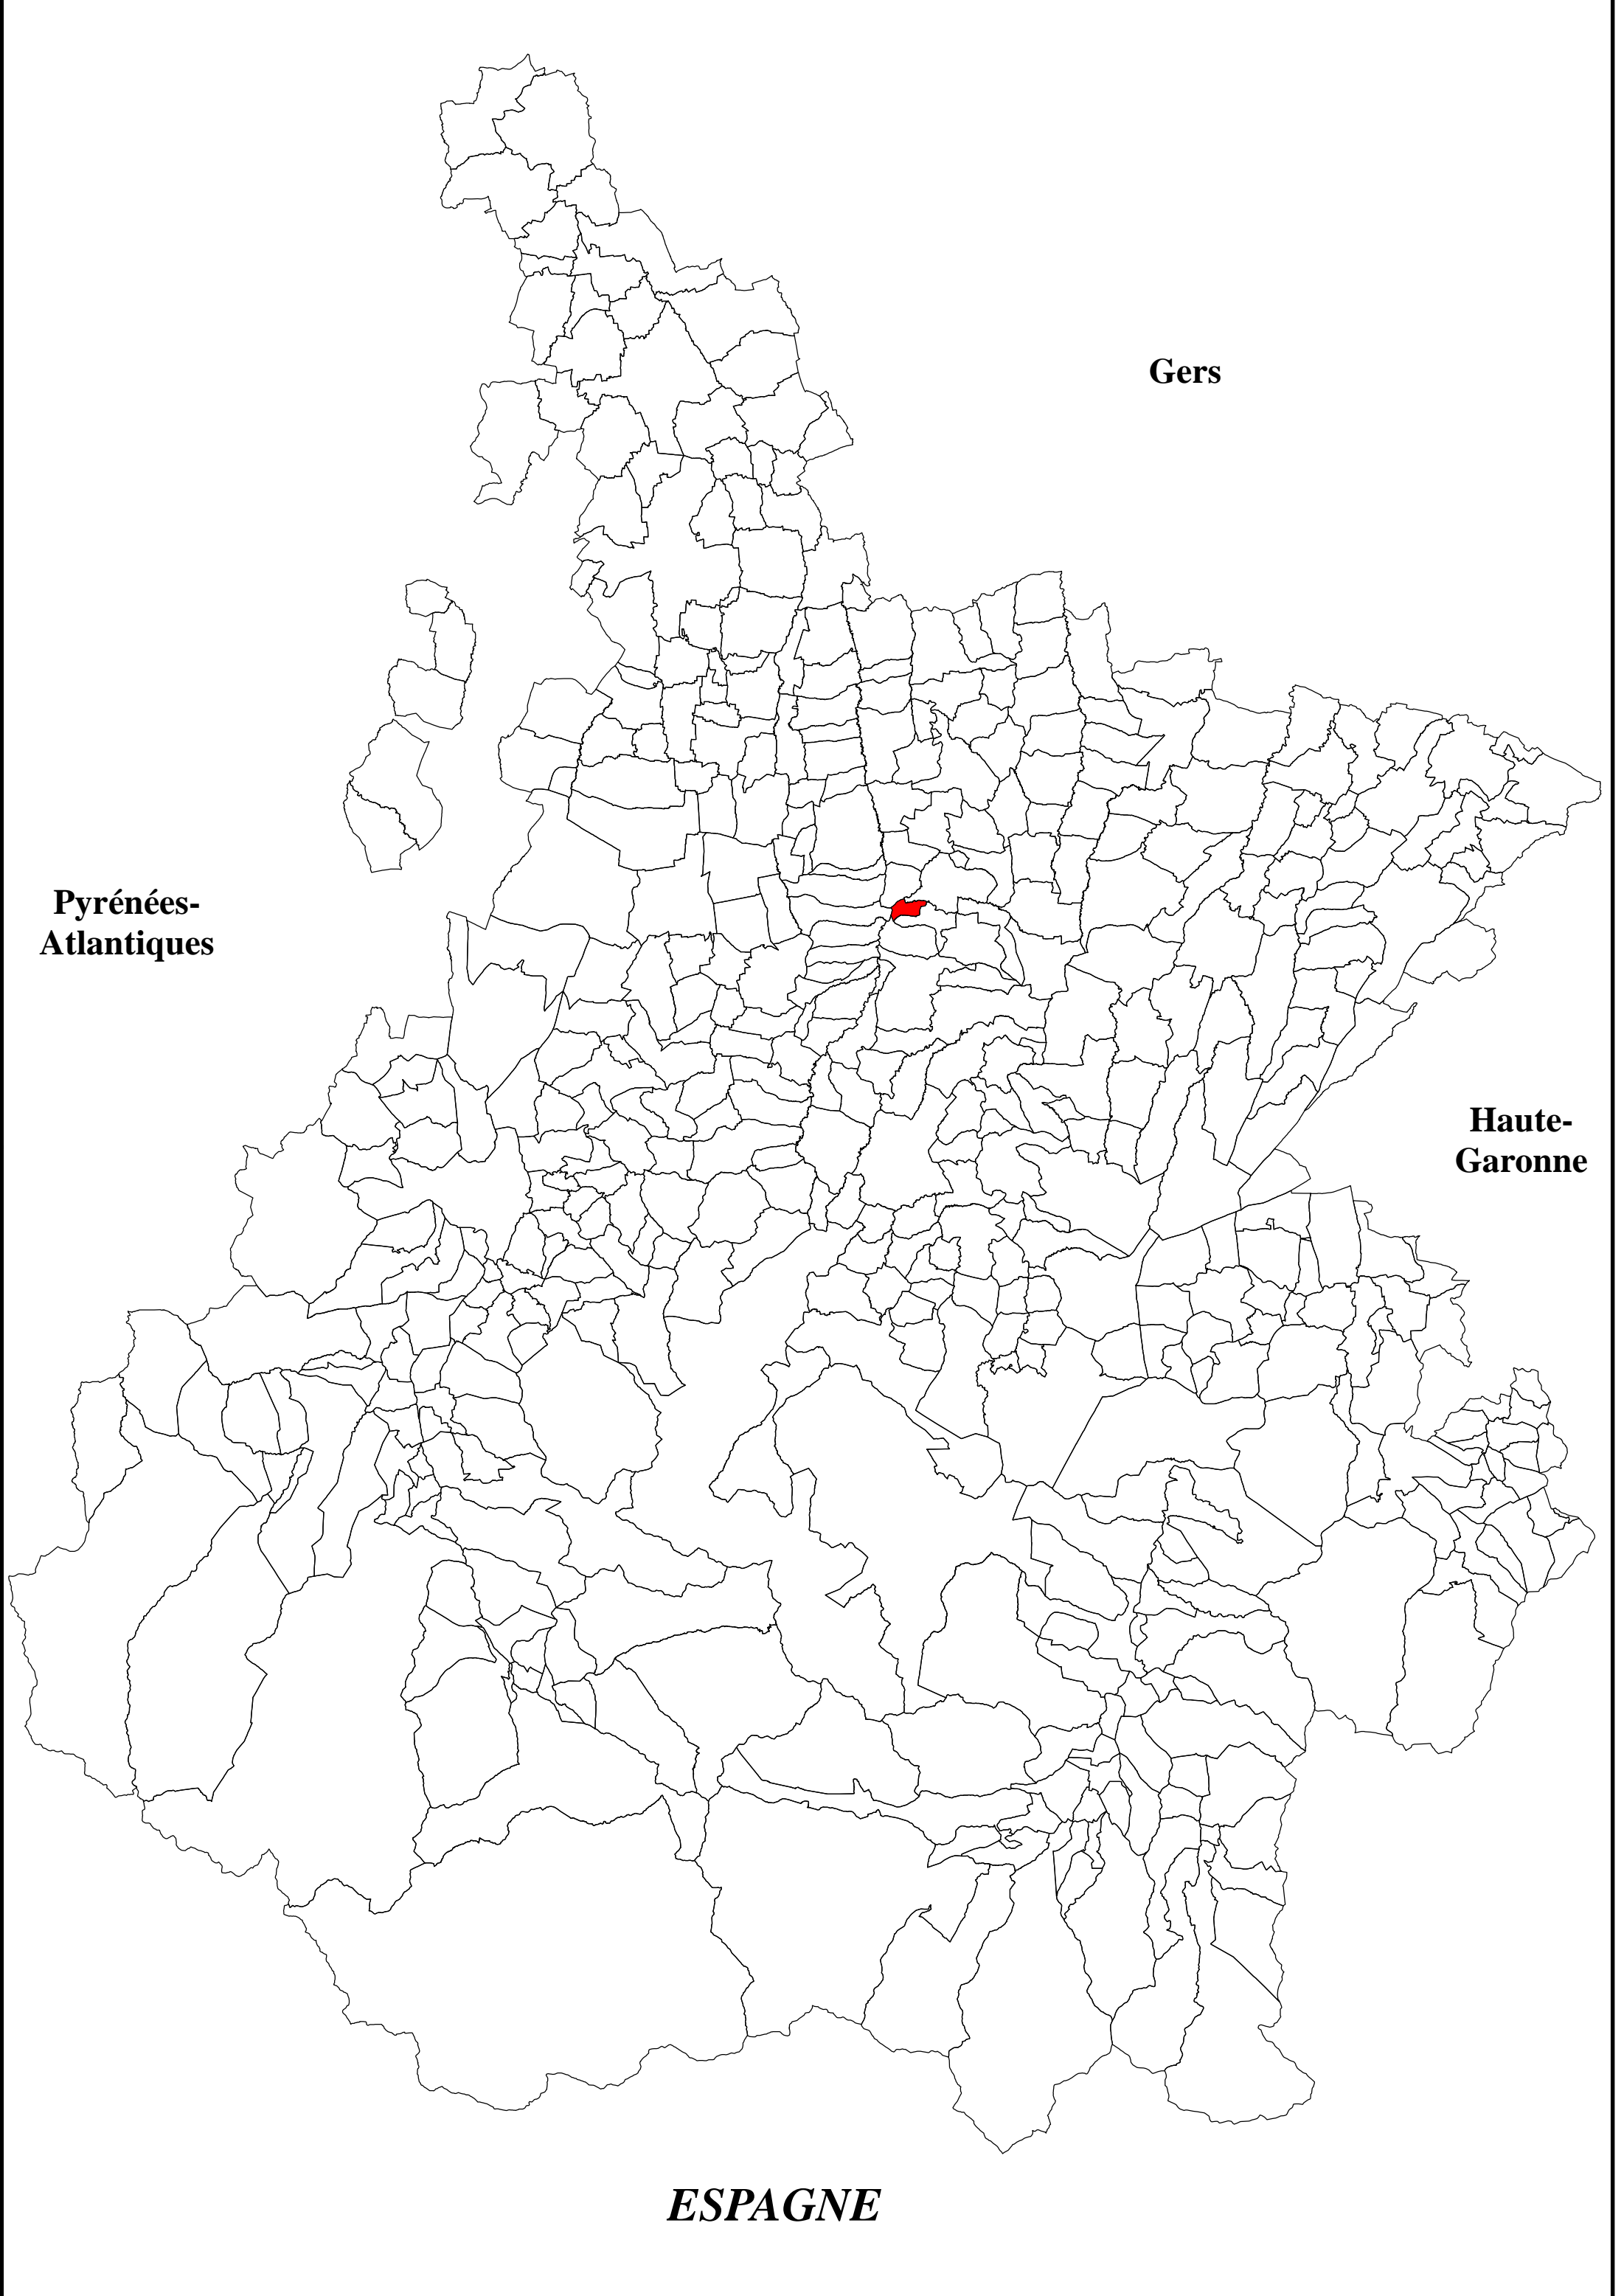 Gers
Pyrénées-
Atlantiques
Haute-
Garonne
ESPAGNE